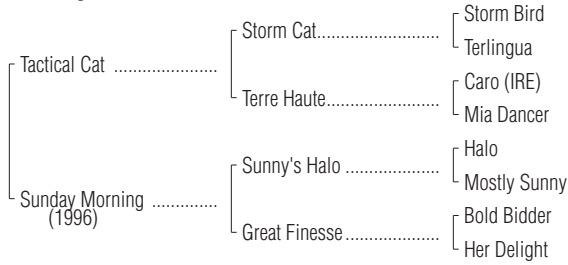 Storm Bird
Storm Cat
Terlingua
Tactical Cat
Caro (IRE)
Terre Haute
Mia Dancer
Halo
Sunny's Halo
Mostly Sunny
Sunday Morning
(1996)
Bold Bidder
Great Finesse
Her Delight